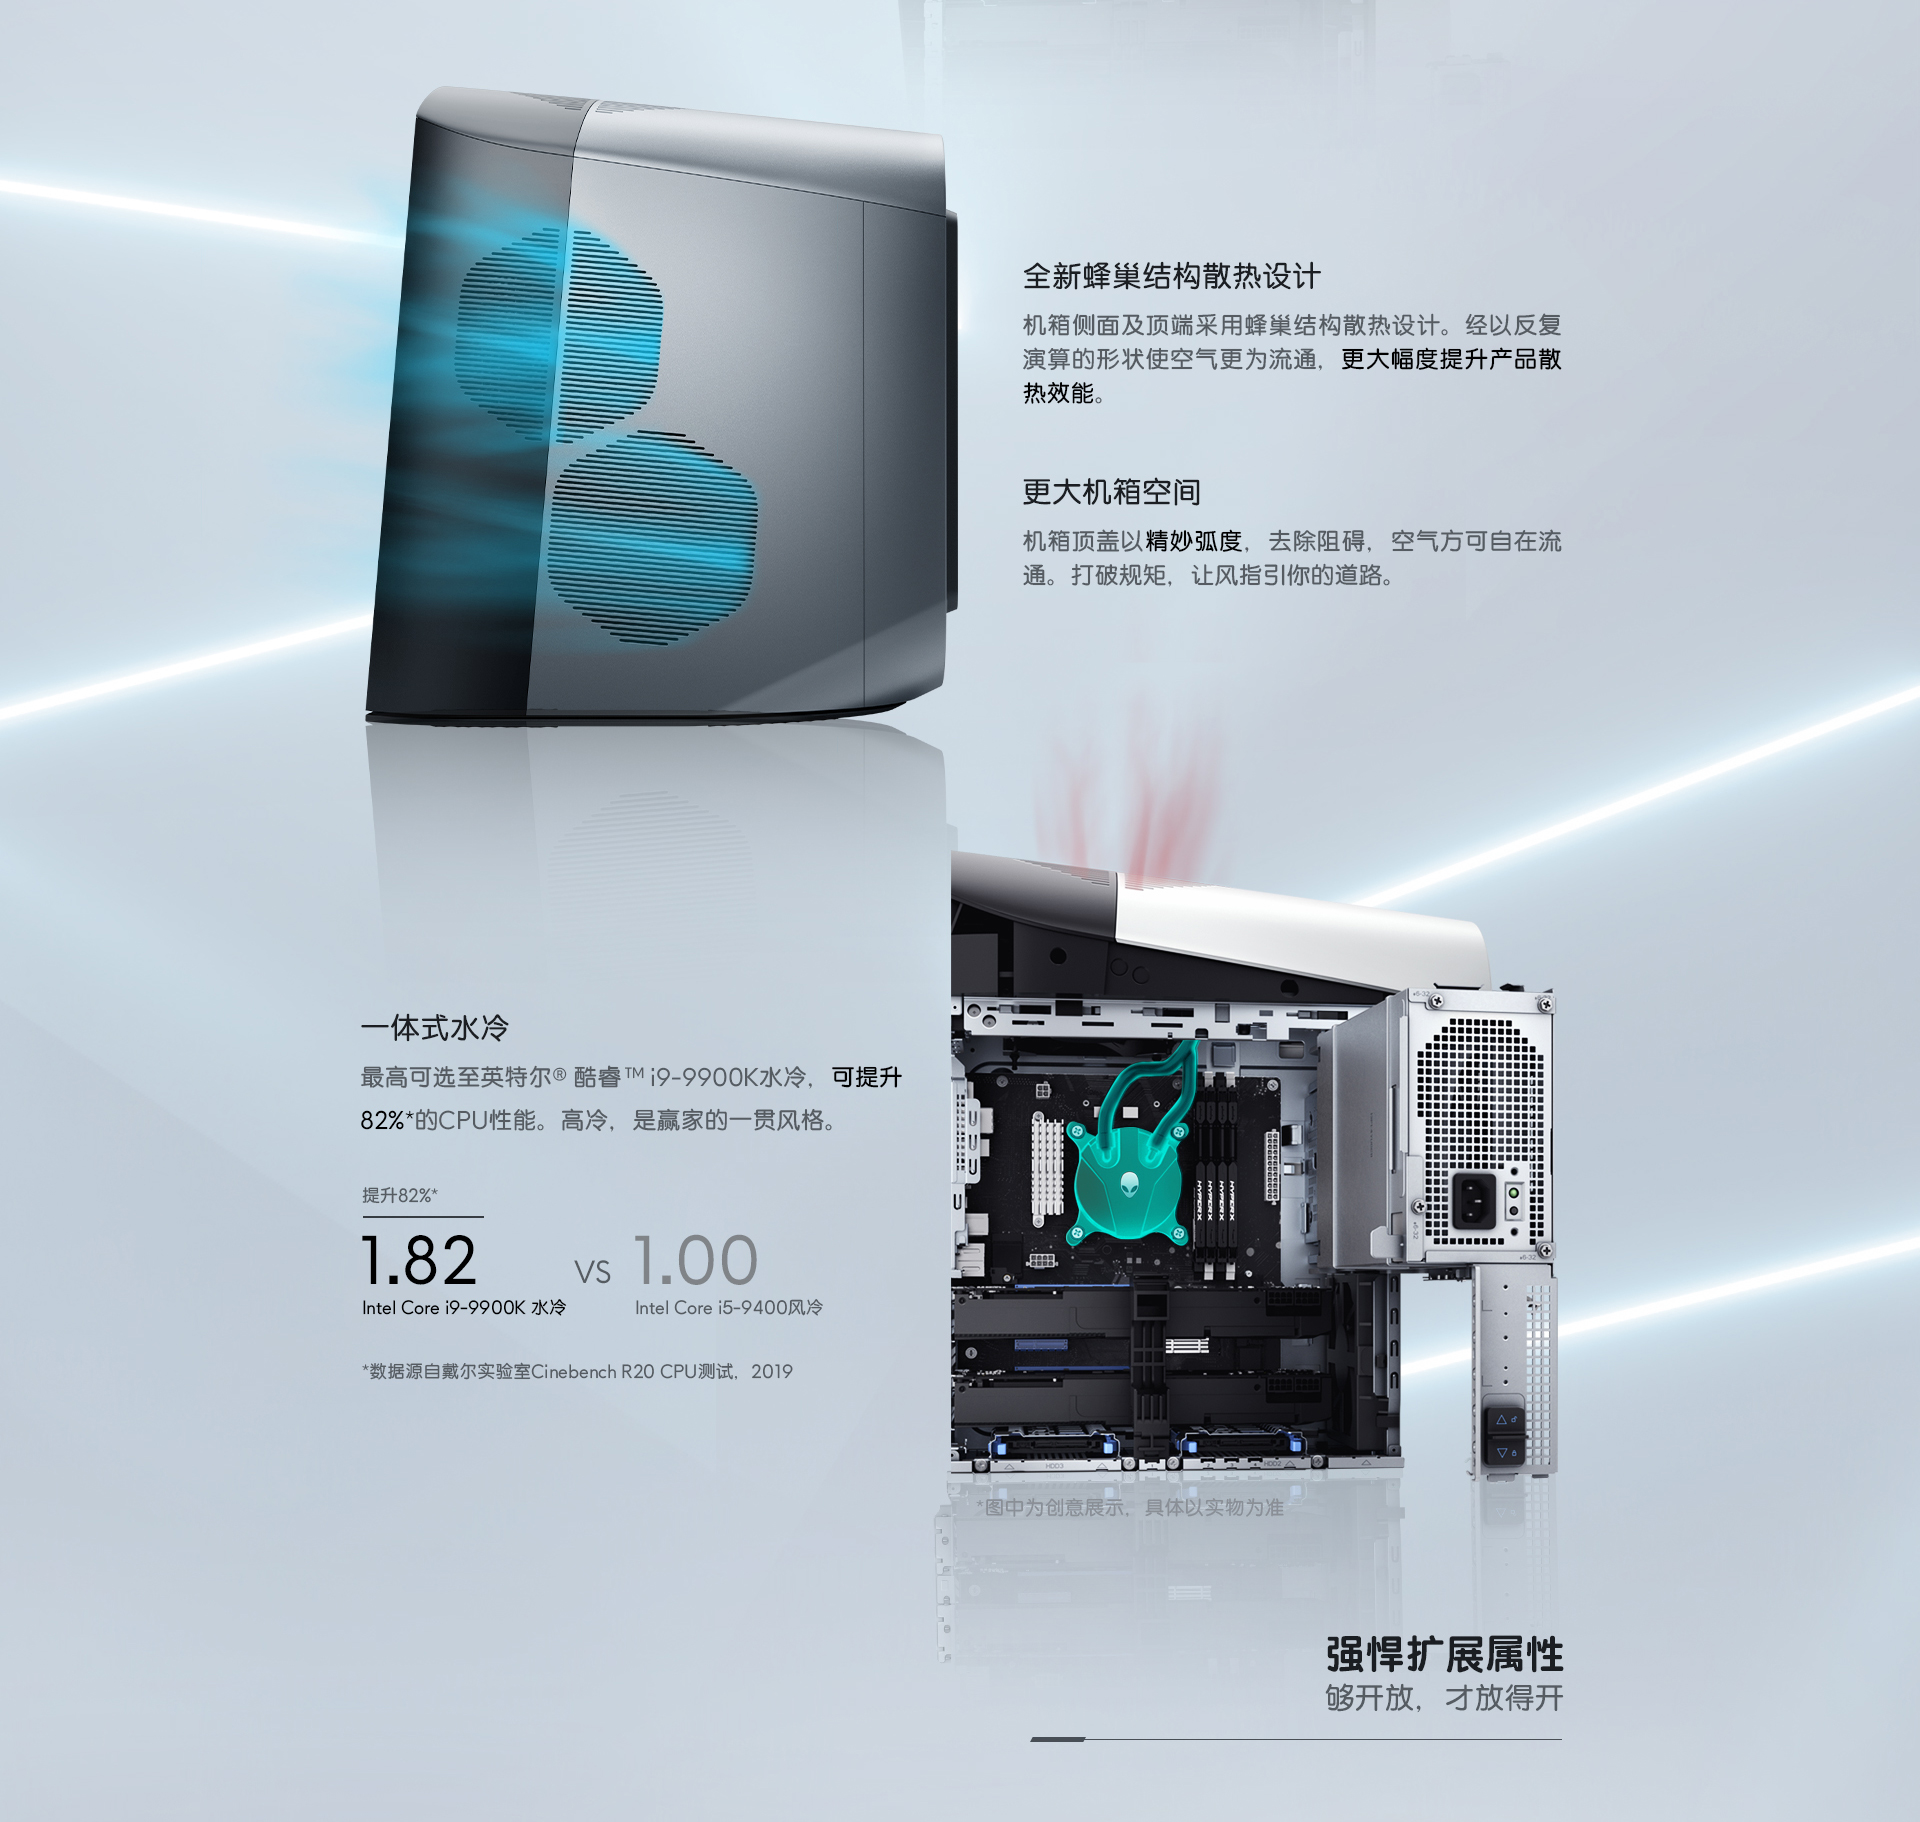 全新蜂巢结构散热设计
机箱侧面及顶端采用蜂巢结构散热设计。经以反复
演算的形状使空气更为流通，更大幅度提升产品散
热效能。
更大机箱空间
机箱顶盖以精妙弧度，去除阻碍，空气方可自在流
通。打破规矩，让风指引你的道路。
一体式水冷
最高可选至英特尔® 酷睿™ i9-9900K水冷，可提升
82%*的CPU性能。高冷，是赢家的一贯风格。
提升82%*
1.82 VS 1.00
Intel Core i9-9900K 水冷 Intel Core i5-9400风冷
*数据源自戴尔实验室Cinebench R20 CPU测试，2019
HYPERX HYPERX HYPERX HYPERX
HDD3 HDD2
*图中为创意展示，具体以实物为准
强悍扩展属性
够开放，才放得开